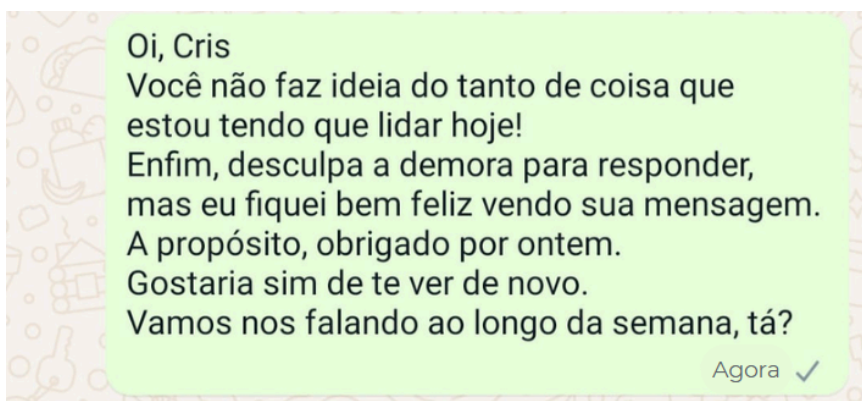 Oi, Cris
Você não faz ideia do tanto de coisa que
estou tendo que lidar hoje!
Enfim, desculpa a demora para responder,
mas eu fiquei bem feliz vendo sua mensagem.
A propósito, obrigado por ontem.
Gostaria sim de te ver de novo.
Vamos nos falando ao longo da semana, tá?
Agora